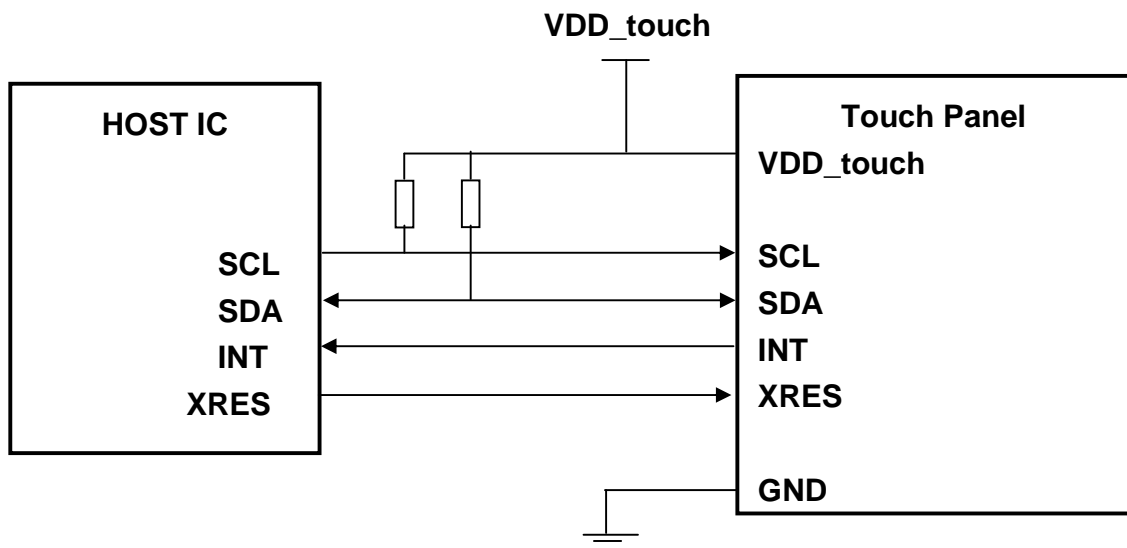 VDD_touch
HOST IC
SCL
SDA
INT
XRES
Touch Panel
VDD_touch
SCL
SDA
INT
XRES
GND